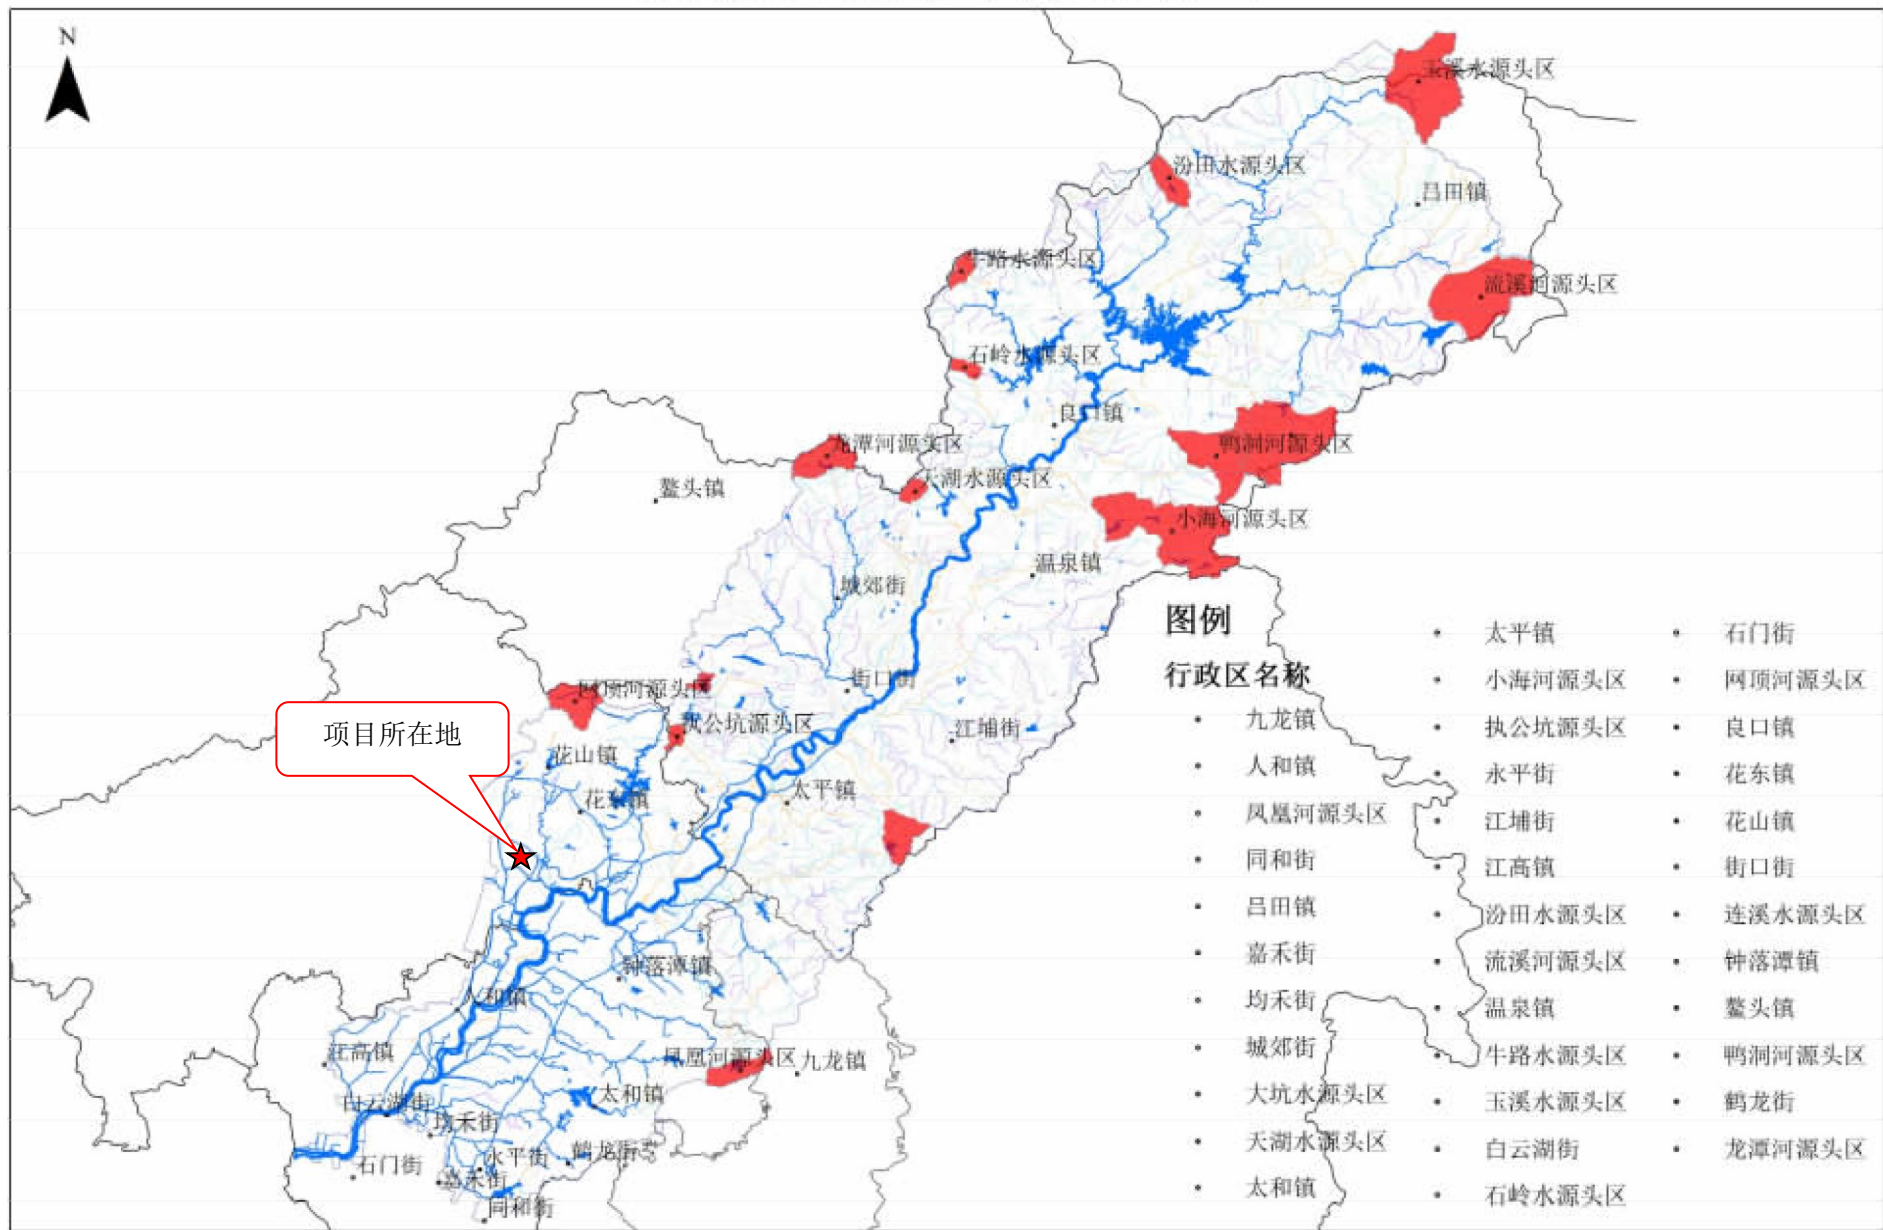 N
玉溪水源头区
汾田水源头区
吕田镇
牛路水源头区
流溪洄源头区
石岭水源头区
良口镇
龙潭河源头区
鸭洞河源头区
天湖水源头区
鳌头镇
小海河源头区
温泉镇
城郊街
网顶河源头区
街口街
执公坑源头区
江埔街
项目所在地
花山镇
花东镇
太平镇
钟落潭镇
人和镇
江高镇
凤凰河源头区
九龙镇
太和镇
白云湖街
均禾街
石门街
永平街
鹤龙街
嘉禾街
同和街
图例
行政区名称
九龙镇
人和镇
凤凰河源头区
同和街
吕田镇
嘉禾街
均禾街
城郊街
大坑水源头区
天湖水源头区
太和镇
太平镇
小海河源头区
执公坑源头区
永平街
江埔街
江高镇
汾田水源头区
流溪河源头区
温泉镇
牛路水源头区
玉溪水源头区
白云湖街
石岭水源头区
石门街
网顶河源头区
良口镇
花东镇
花山镇
街口街
连溪水源头区
钟落潭镇
鳌头镇
鸭洞河源头区
鹤龙街
龙潭河源头区